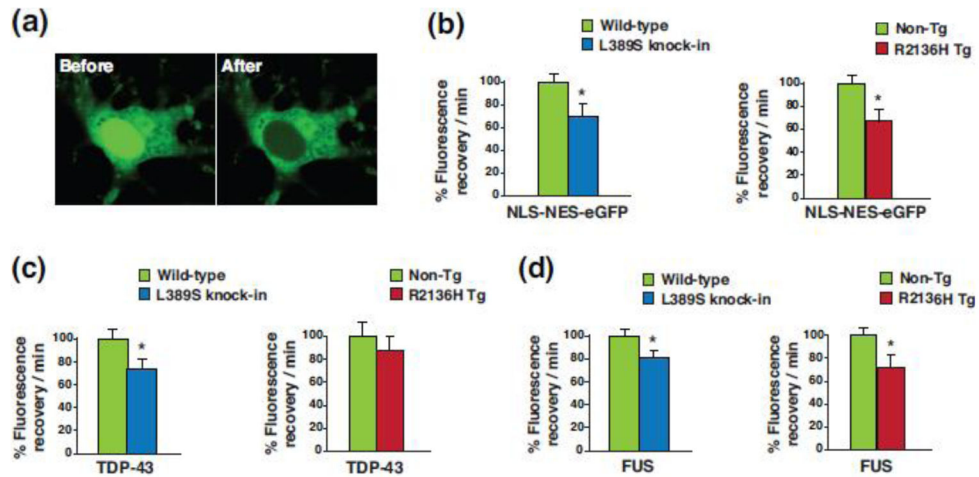 (a)
Before
After
(b)
Wild-type
L389S knock-in
% Fluorescence
recovery / min
100
80
60
40
20
0
*
NLS-NES-eGFP
Non-Tg
R2136H Tg
% Fluorescence
recovery / min
100
80
60
40
20
0
*
NLS-NES-eGFP
(c)
Wild-type
L389S knock-in
% Fluorescence
recovery / min
100
80
60
40
20
0
*
TDP-43
Non-Tg
R2136H Tg
% Fluorescence
recovery / min
100
80
60
40
20
0
TDP-43
(d)
Wild-type
L389S knock-in
% Fluorescence
recovery / min
100
80
60
40
20
0
*
FUS
Non-Tg
R2136H Tg
% Fluorescence
recovery / min
100
80
60
40
20
0
*
FUS